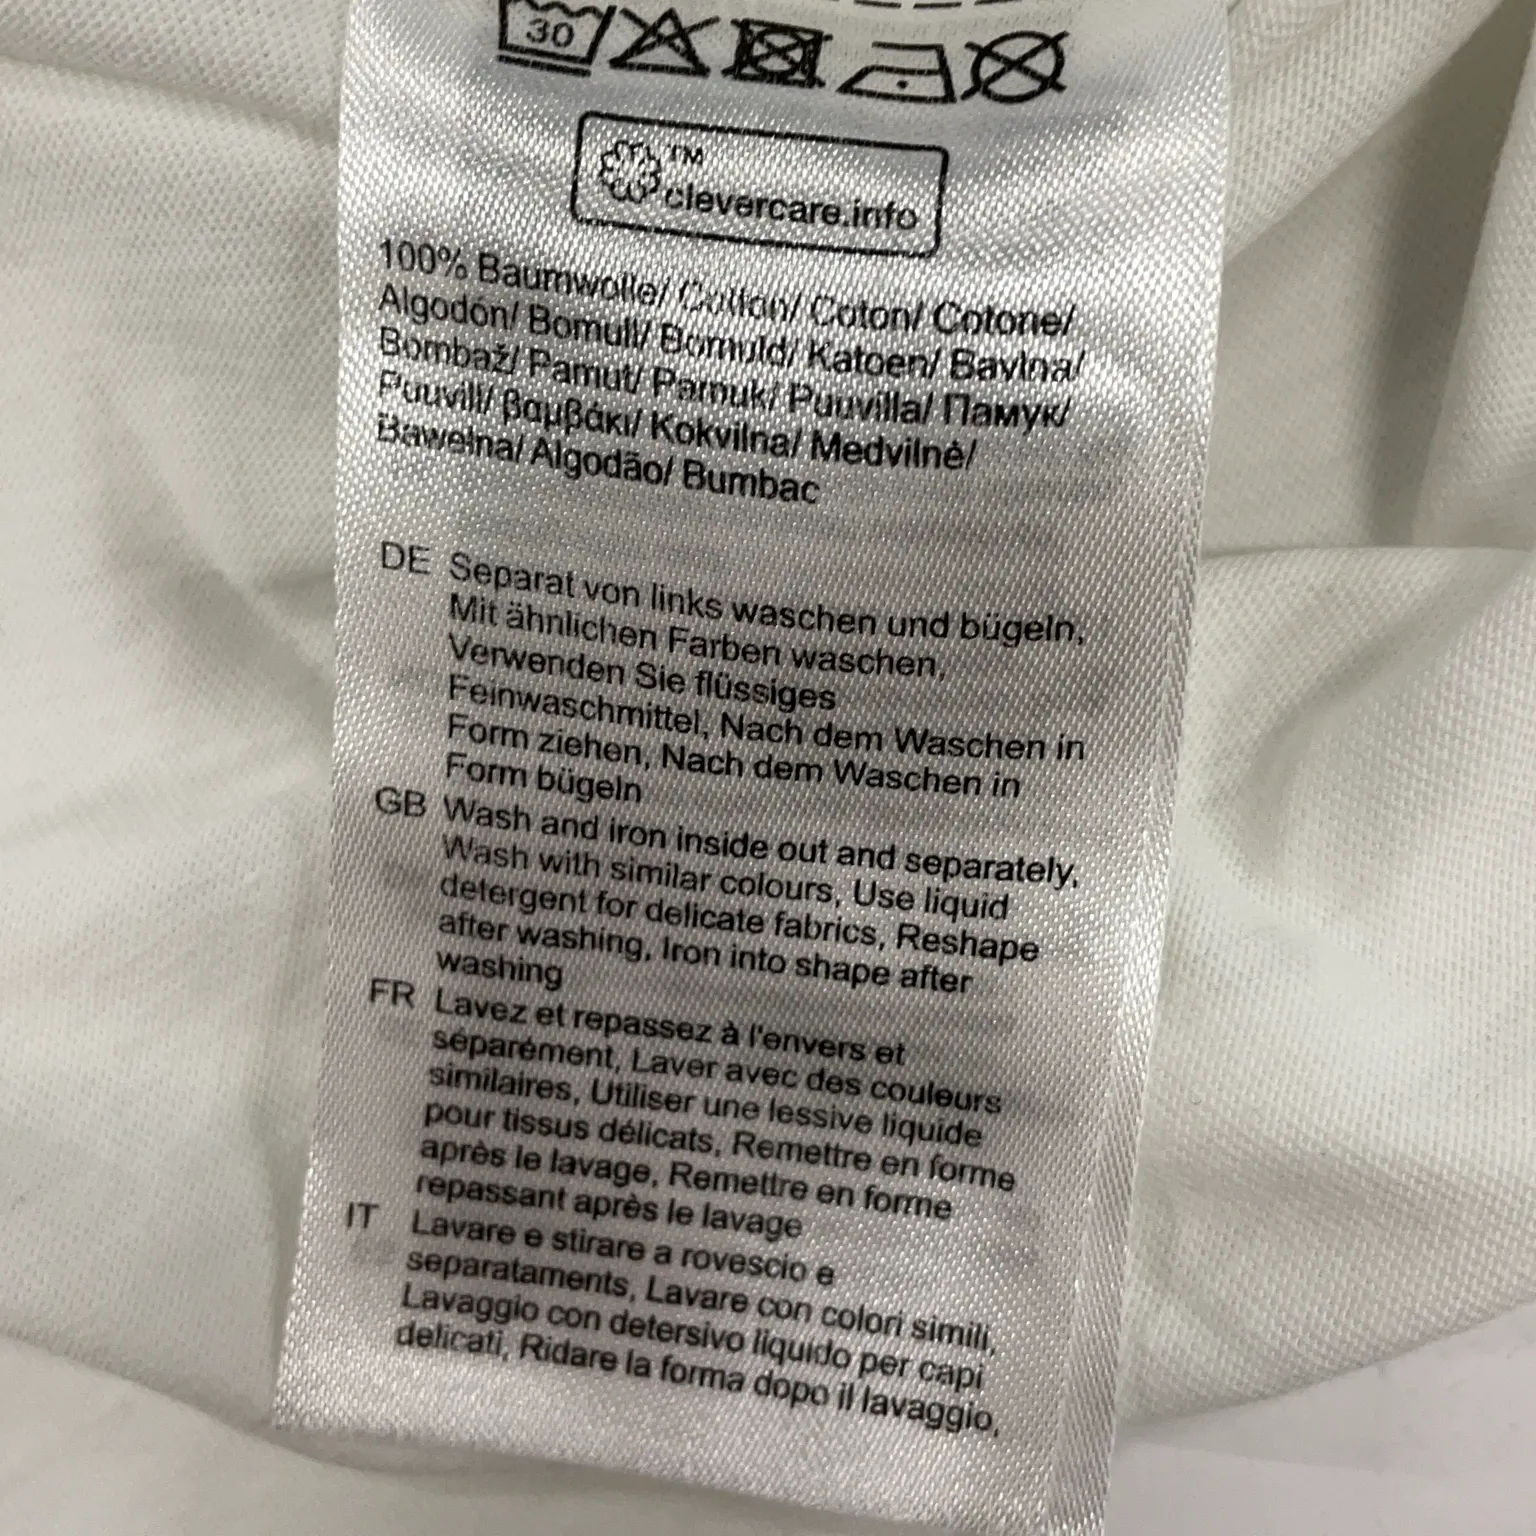 30
TM
clevercare.info
100% Baumwolle/ Cotton/ Coton/ Cotone/
Algodón/ Bomull/ Bomuld/ Katoen/ Bavlna/
Bombaž/ Pamut/ Pamuk/ Puuvilla/ Памук/
Puuvill/ βαμβάκι/ Kokvilna/ Medvilnė/
Bawełna/ Algodão/ Bumbac
DE Separat von links waschen und bügeln,
Mit ähnlichen Farben waschen,
Verwenden Sie flüssiges
Feinwaschmittel, Nach dem Waschen in
Form ziehen, Nach dem Waschen in
Form bügeln
GB Wash and iron inside out and separately,
Wash with similar colours, Use liquid
detergent for delicate fabrics, Reshape
after washing, Iron into shape after
washing
FR Lavez et repassez à l'envers et
séparément, Laver avec des couleurs
similaires, Utiliser une lessive liquide
pour tissus délicats, Remettre en forme
après le lavage, Remettre en forme
repassant après le lavage
IT Lavare e stirare a rovescio e
separataments, Lavare con colori simili,
Lavaggio con detersivo liquido per capi
delicati, Ridare la forma dopo il lavaggio,